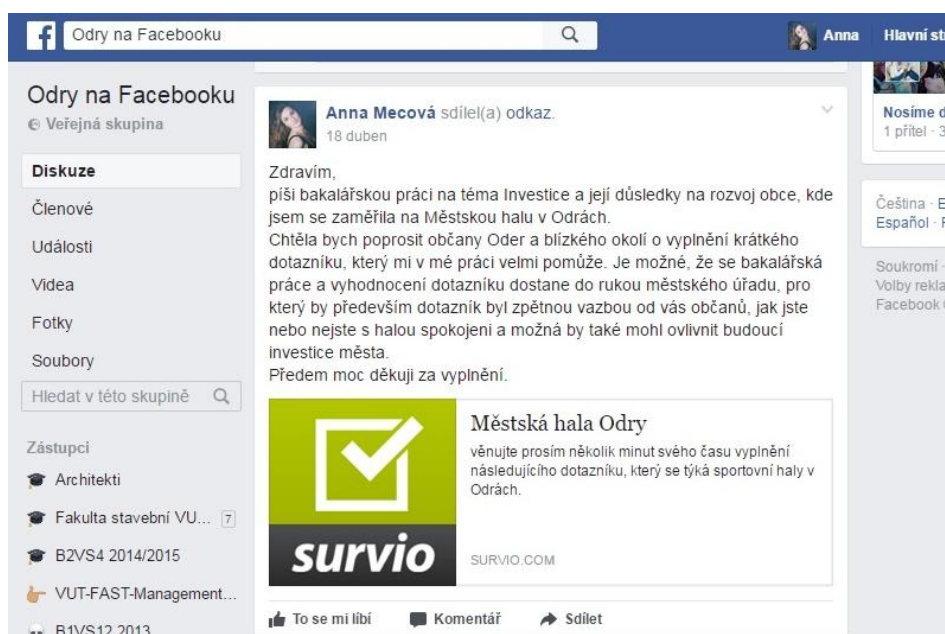 Odry na Facebooku
Anna
Hlavní
Odry na Facebooku
Veřejná skupina
Diskuze
Členové
Události
Videa
Fotky
Soubory
Hledat v této skupině
Zástupci
Architekti
Fakulta stavební VU... 7
B2VS4 2014/2015
VUT-FAST-Management...
B1VS12 2013
Anna Mecová sdílel(a) odkaz.
18 duben
Zdravím,
píši bakalářskou práci na téma Investice a její důsledky na rozvoj obce, kde
jsem se zaměřila na Městskou halu v Odrách.
Chtěla bych poprosit občany Oder a blízkého okolí o vyplnění krátkého
dotazníku, který mi v mé práci velmi pomůže. Je možné, že se bakalářská
práce a vyhodnocení dotazníku dostane do rukou městského úřadu, pro
který by především dotazník byl zpětnou vazbou od vás občanů, jak jste
nebo nejste s halou spokojeni a možná by také mohl ovlivnit budoucí
investice města.
Předem moc děkuji za vyplnění.
survio
Městská hala Odry
věnujte prosím několik minut svého času vyplnění
následujícího dotazníku, který se týká sportovní haly v
Odrách.
SURVIO.COM
To se mi líbí
Komentář
Sdílet
Nosíme
1 přítel · 3
Čeština ·
Español ·
Soukromí ·
Volby
Facebook